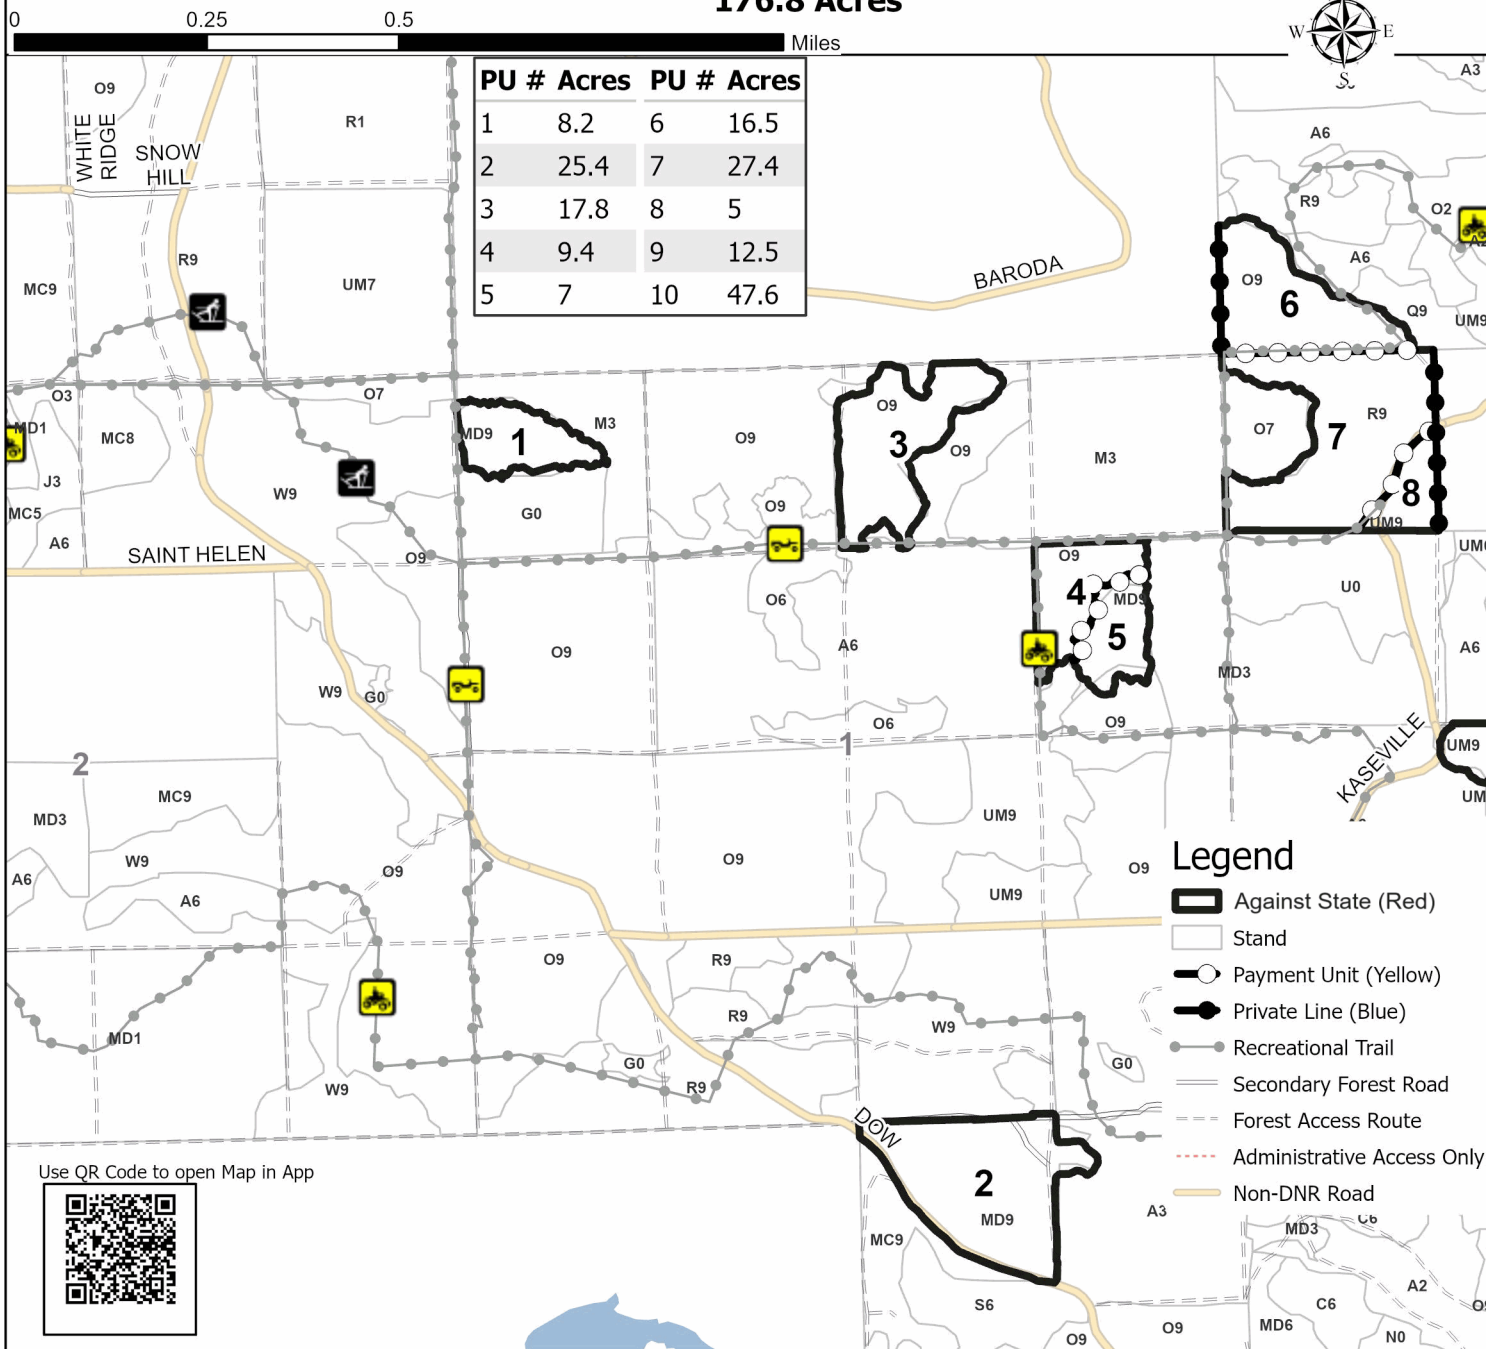 176.8 Acres
0 0.25 0.5
Miles
W E
S
PU # Acres PU # Acres
1 8.2 6 16.5
2 25.4 7 27.4
3 17.8 8 5
4 9.4 9 12.5
5 7 10 47.6
A3
O9
WHITE
RIDGE
SNOW
HILL
R1
A6
R9
O2
R9
A6
MC9
UM7
BARODA
O9
6
Q9
UM9
O3
O7
MD1
MC8
MD9
1
M3
O9
O9
3
O9
M3
O7
R9
7
J3
W9
MC5
G0
O9
8
UM9
A6
SAINT HELEN
O9
O9
4
MD9
5
O6
A6
O9
U0
A6
MD3
W9
G0
O6
O9
1
2
KASEVILLE
UM9
UM
MC9
MD3
UM9
W9
A6
O9
O9
O9
A6
UM9
O9
R9
R9
W9
MD1
G0
R9
G0
W9
DOW
2
MD9
A3
MC9
S6
O9
O9
MD3
C6
A2
C6
MD6
N0
Legend
Against State (Red)
Stand
Payment Unit (Yellow)
Private Line (Blue)
Recreational Trail
Secondary Forest Road
Forest Access Route
Administrative Access Only
Non-DNR Road
Use QR Code to open Map in App